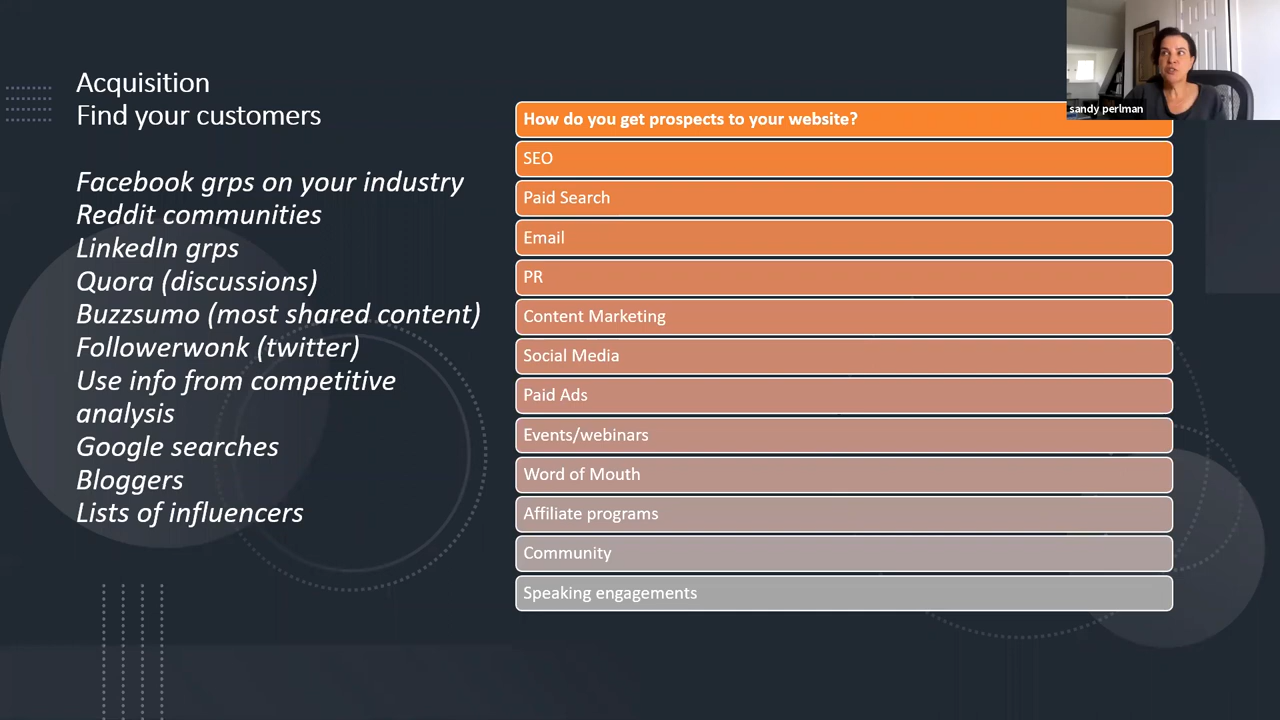 Acquisition
Find your customers
Facebook grps on your industry
Reddit communities
LinkedIn grps
Quora (discussions)
Buzzsumo (most shared content)
Followerwonk (twitter)
Use info from competitive
analysis
Google searches
Bloggers
Lists of influencers
How do you get prospects to your website?
SEO
Paid Search
Email
PR
Content Marketing
Social Media
Paid Ads
Events/webinars
Word of Mouth
Affiliate programs
Community
Speaking engagements
sandy perlman